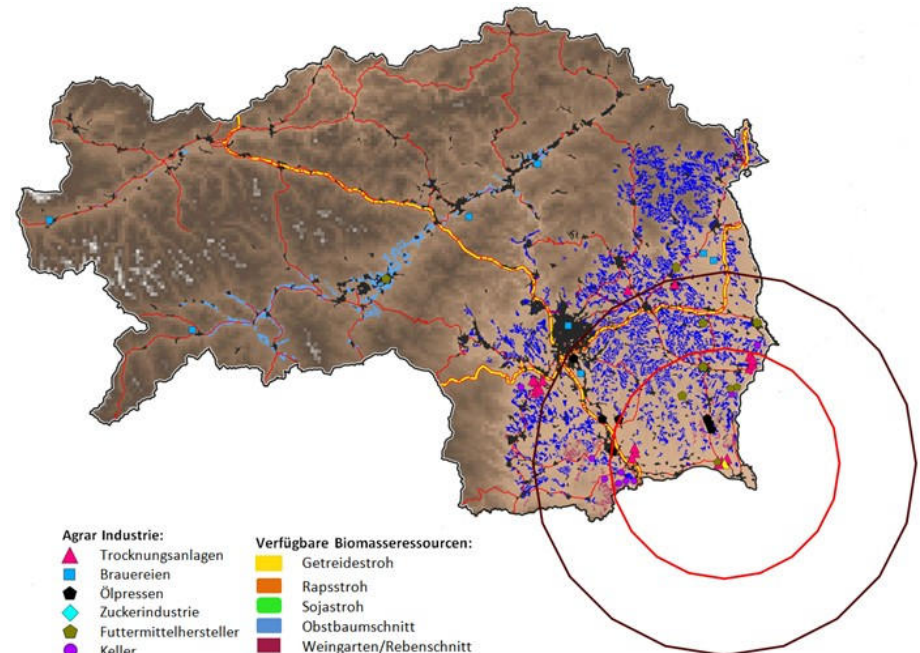 Agrar Industrie:
Trocknungsanlagen
Brauereien
Ölpressen
Zuckerindustrie
Futtermittelhersteller
Keller
Verfügbare Biomasseressourcen:
Getreidestroh
Rapsstroh
Sojastroh
Obstbaumschnitt
Weingarten/Rebenschnitt